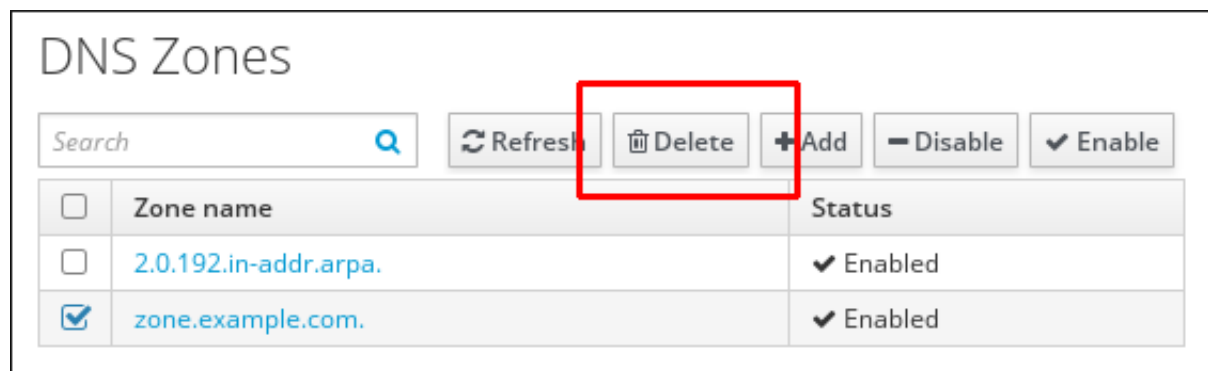 DNS Zones
Search Refresh Delete Add Disable Enable
Zone name Status
2.0.192.in-addr.arpa. Enabled
zone.example.com. Enabled